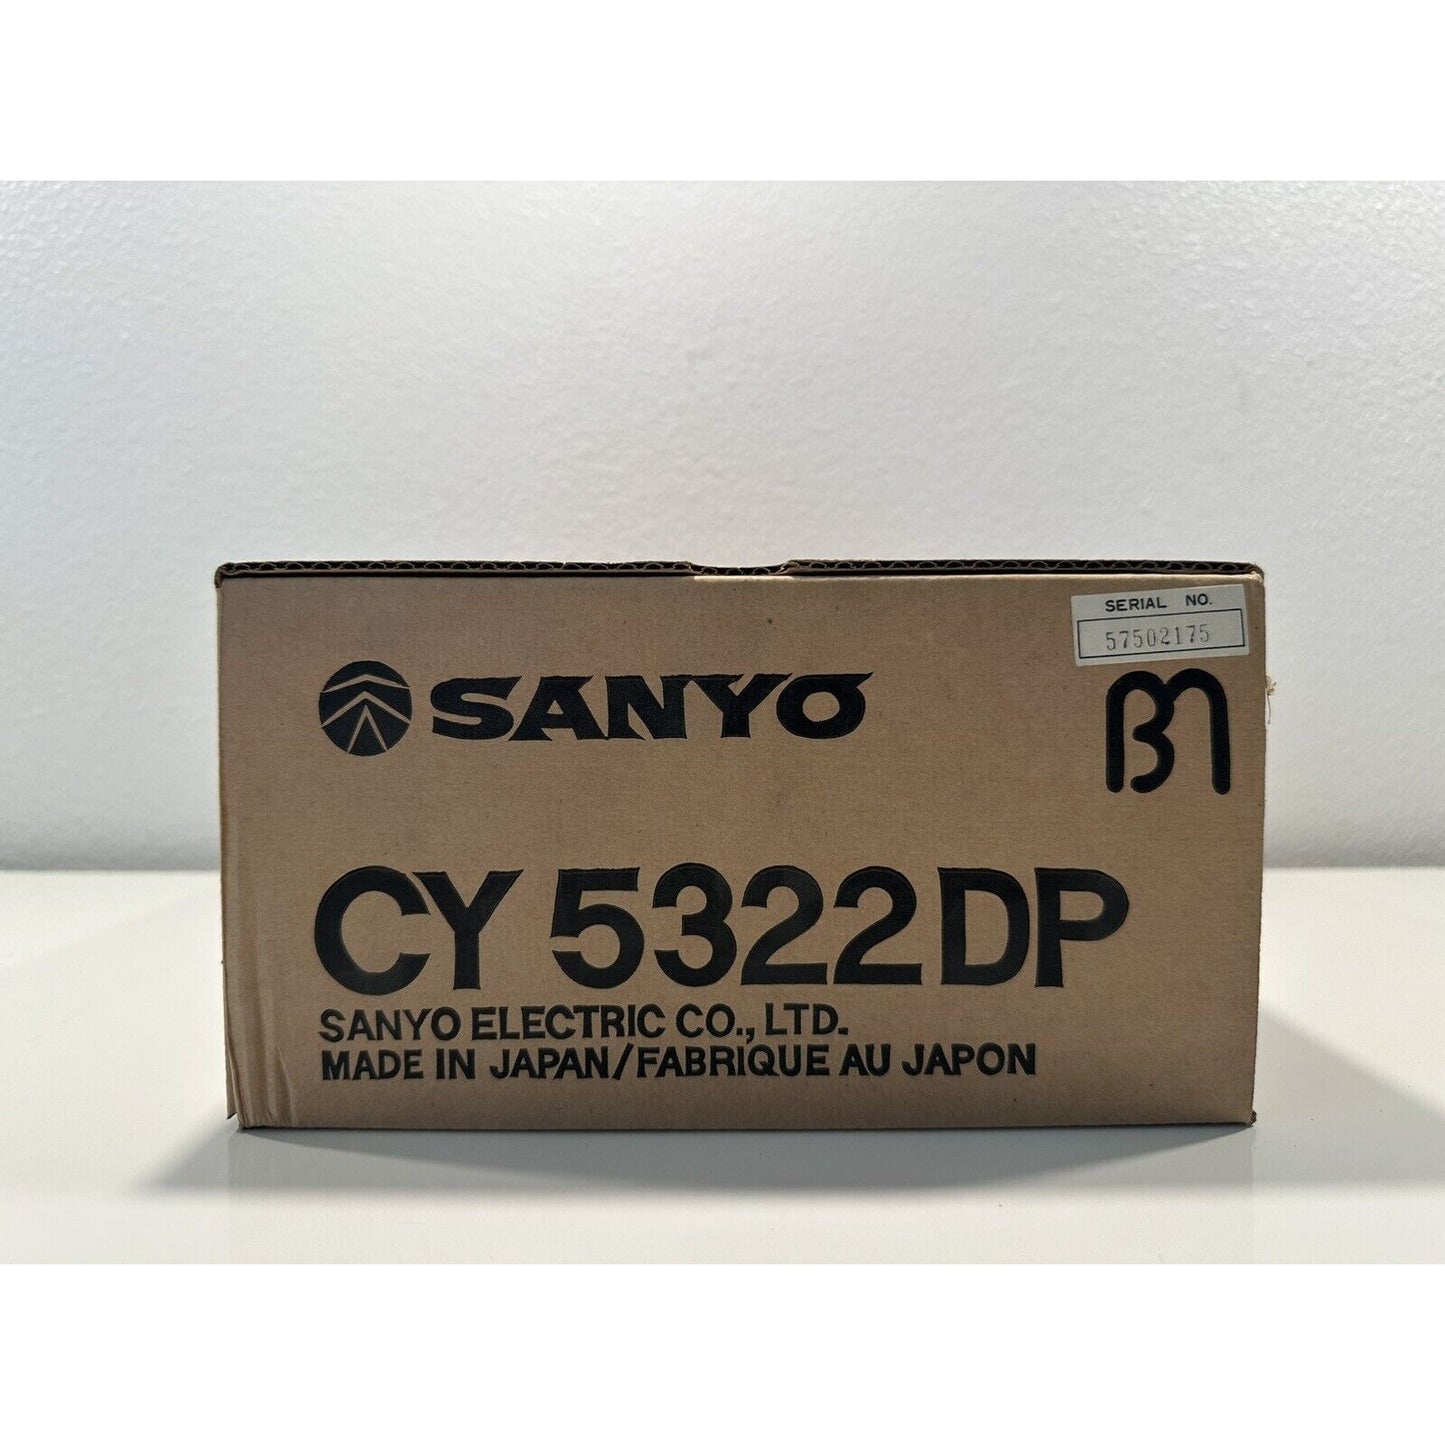 SERIAL NO.
57502175
SANYO
CY 5322DP
SANYO ELECTRIC CO., LTD.
MADE IN JAPAN/FABRIQUE AU JAPON